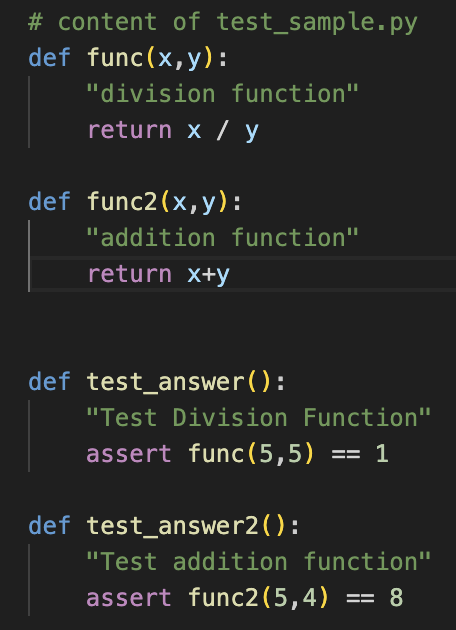 # content of test_sample.py
def func(x,y):
    "division function"
    return x / y
def func2(x,y):
    "addition function"
    return x+y
def test_answer():
    "Test Division Function"
    assert func(5,5) == 1
def test_answer2():
    "Test addition function"
    assert func2(5,4) == 8